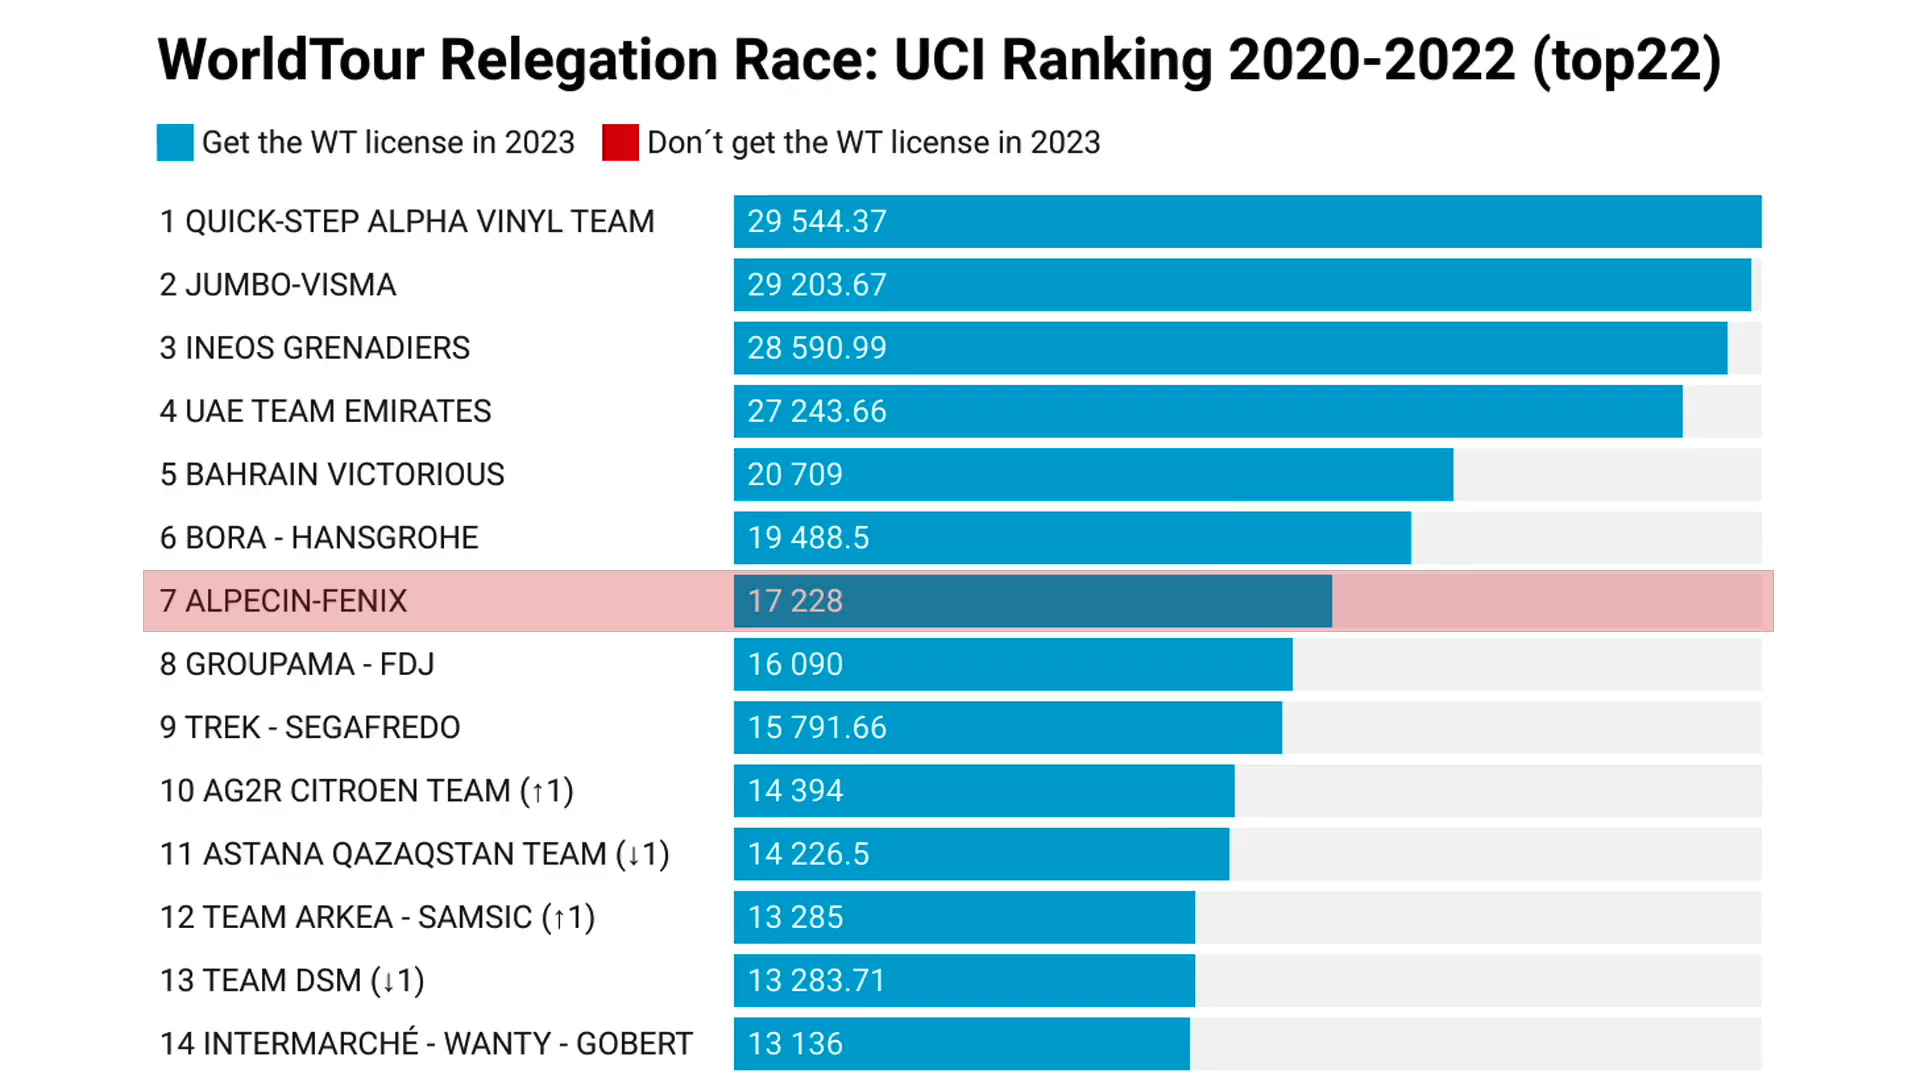 WorldTour Relegation Race: UCI Ranking 2020-2022 (top22)
Get the WT license in 2023 Don´t get the WT license in 2023
1 QUICK-STEP ALPHA VINYL TEAM 29 544.37
2 JUMBO-VISMA 29 203.67
3 INEOS GRENADIERS 28 590.99
4 UAE TEAM EMIRATES 27 243.66
5 BAHRAIN VICTORIOUS 20 709
6 BORA - HANSGROHE 19 488.5
7 ALPECIN-FENIX 17 228
8 GROUPAMA - FDJ 16 090
9 TREK - SEGAFREDO 15 791.66
10 AG2R CITROEN TEAM (↑1) 14 394
11 ASTANA QAZAQSTAN TEAM (↓1) 14 226.5
12 TEAM ARKEA - SAMSIC (↑1) 13 285
13 TEAM DSM (↓1) 13 283.71
14 INTERMARCHÉ - WANTY - GOBERT 13 136